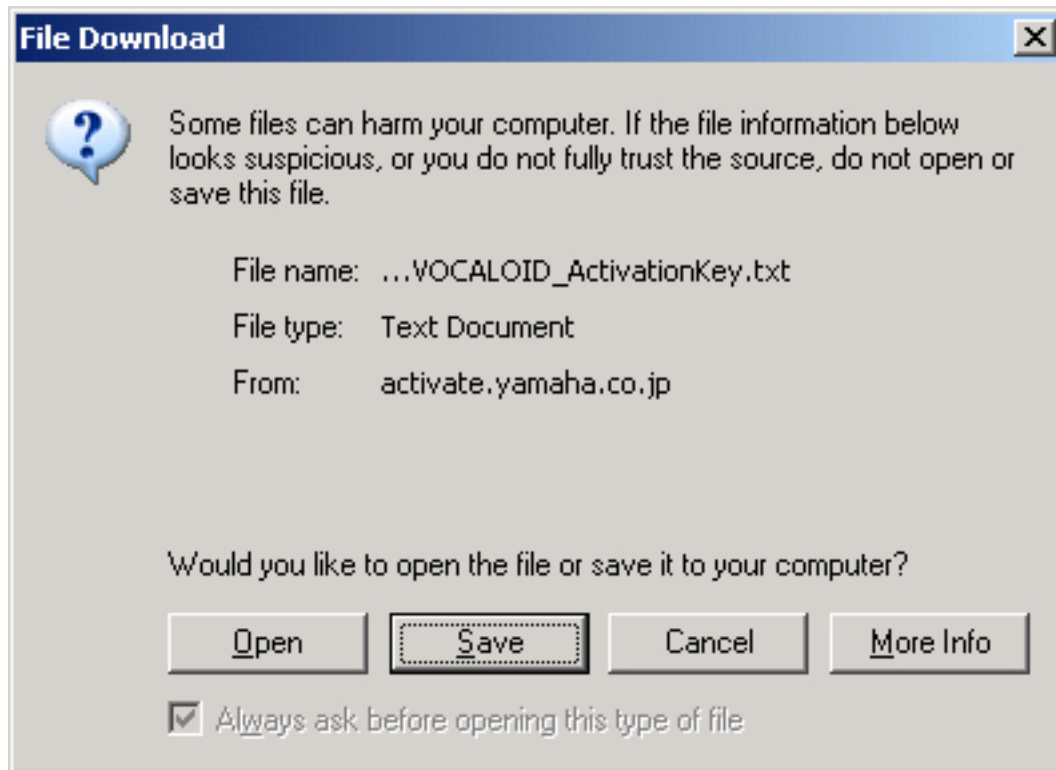 File Download
Some files can harm your computer. If the file information below
looks suspicious, or you do not fully trust the source, do not open or
save this file.
File name: ...VOCALOID_ActivationKey.txt
File type: Text Document
From: activate.yamaha.co.jp
Would you like to open the file or save it to your computer?
Open Save Cancel More Info
Always ask before opening this type of file